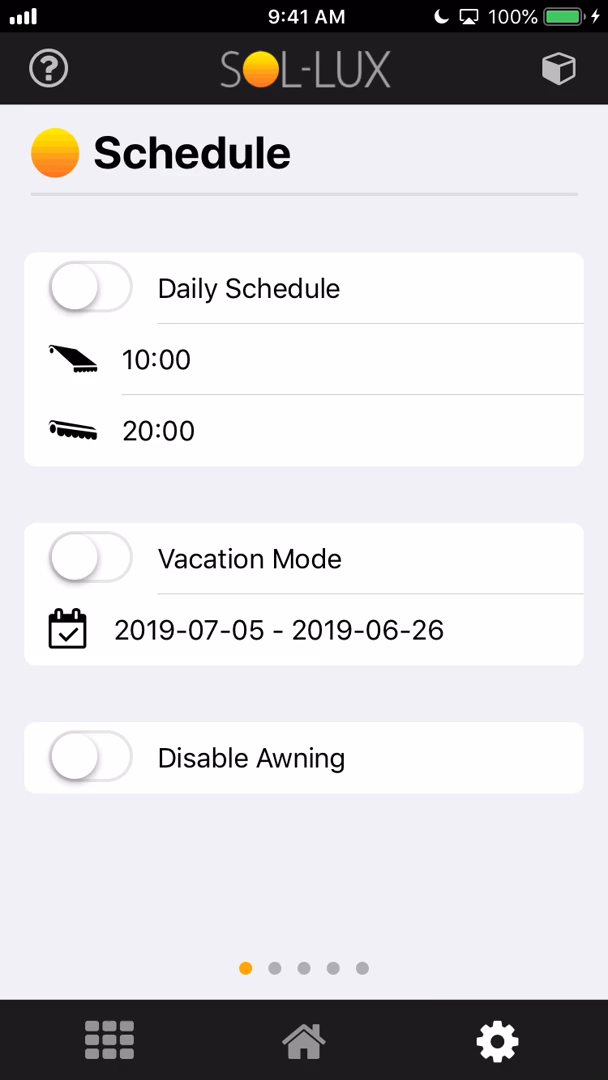 9:41 AM
100%
SOL-LUX
Schedule
Daily Schedule
10:00
20:00
Vacation Mode
2019-07-05 - 2019-06-26
Disable Awning